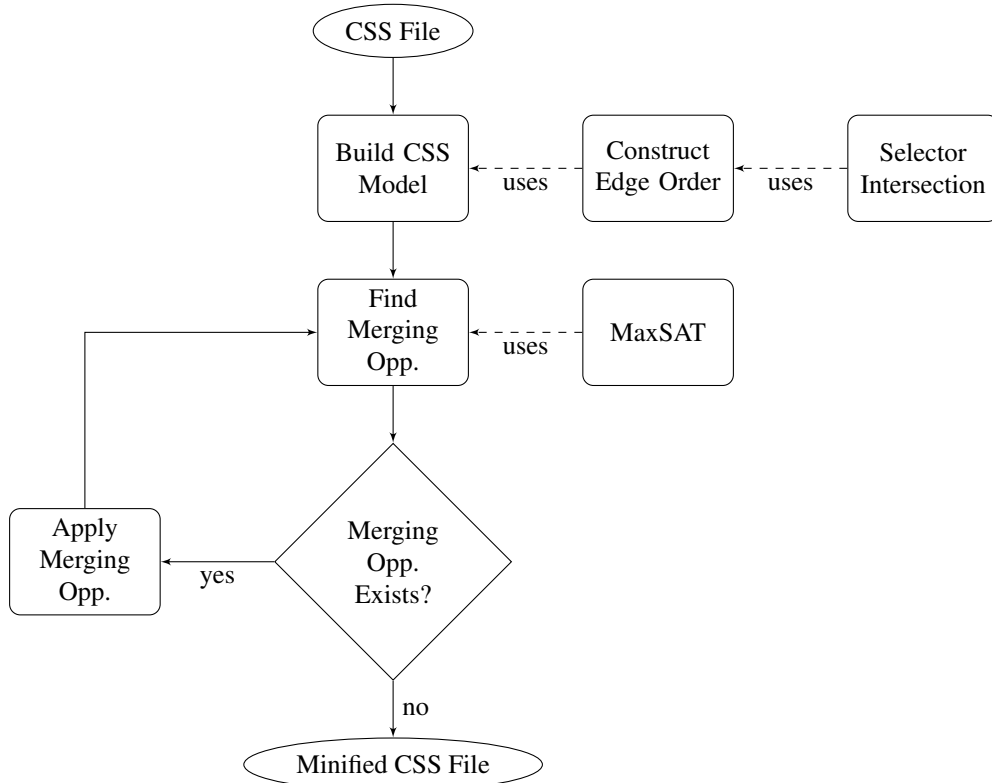 CSS File
Build CSS
Model
uses
Construct
Edge Order
uses
Selector
Intersection
Find
Merging
Opp.
uses
MaxSAT
Apply
Merging
Opp.
yes
Merging
Opp.
Exists?
no
Minified CSS File